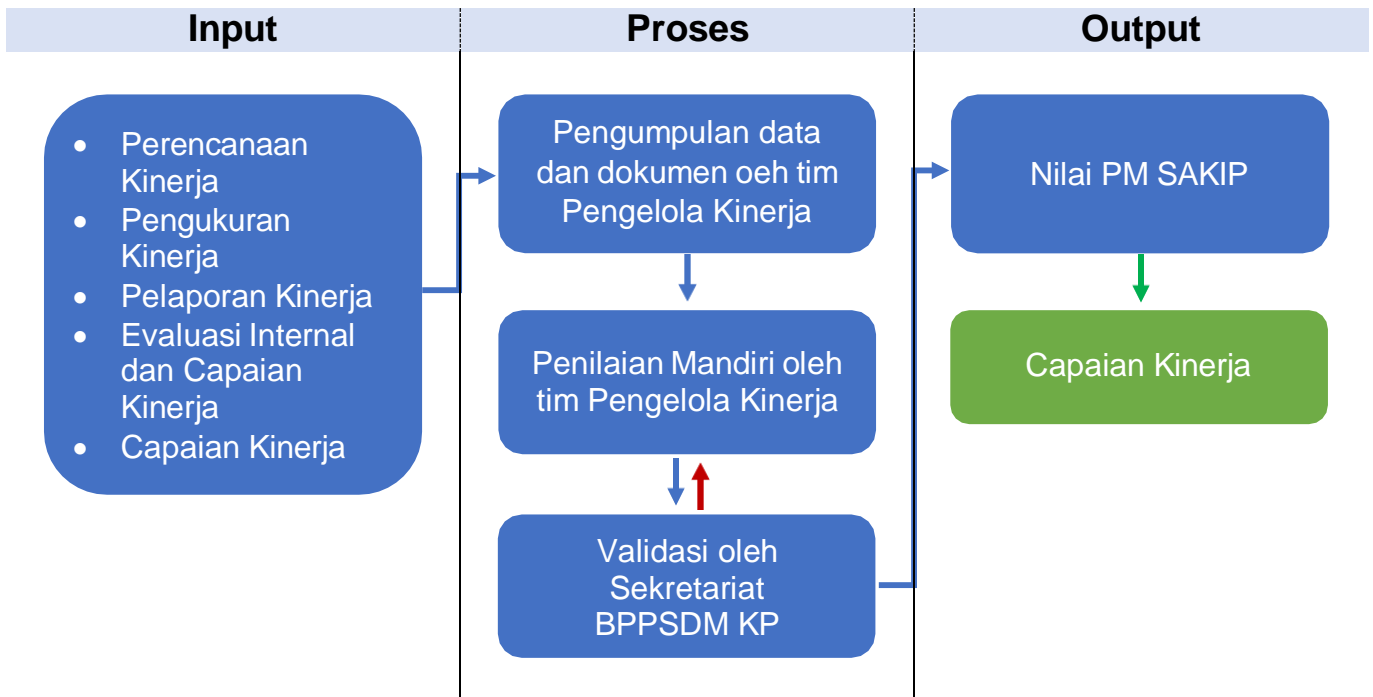 Input
Proses
Output
• Perencanaan
Kinerja
• Pengukuran
Kinerja
• Pelaporan Kinerja
• Evaluasi Internal
dan Capaian
Kinerja
• Capaian Kinerja
Pengumpulan data
dan dokumen oeh tim
Pengelola Kinerja
Penilaian Mandiri oleh
tim Pengelola Kinerja
Validasi oleh
Sekretariat
BPPSDM KP
Nilai PM SAKIP
Capaian Kinerja